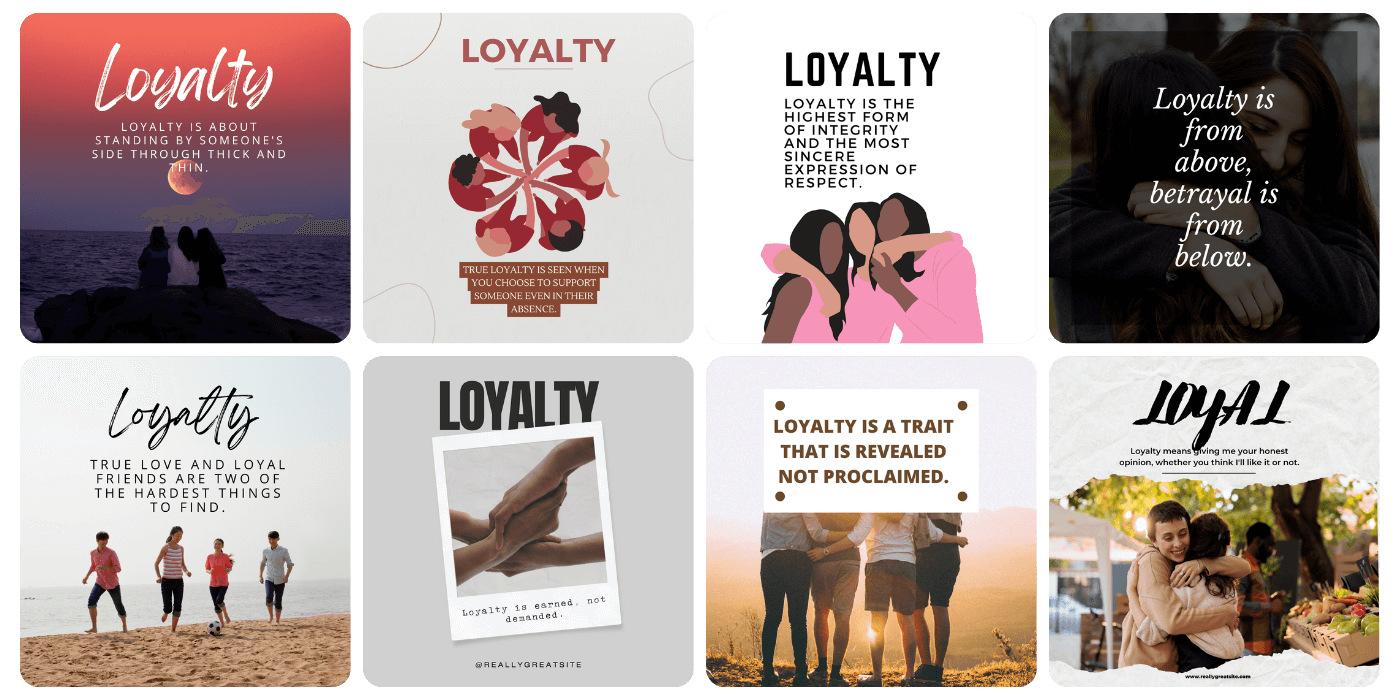 Loyalty
LOYALTY IS ABOUT
STANDING BY SOMEONE'S
SIDE THROUGH THICK AND
THIN.
LOYALTY
TRUE LOYALTY IS SEEN WHEN
YOU CHOOSE TO SUPPORT
SOMEONE EVEN IN THEIR
ABSENCE.
LOYALTY
LOYALTY IS THE
HIGHEST FORM
OF INTEGRITY
AND THE MOST
SINCERE
EXPRESSION OF
RESPECT.
Loyalty is
from
above,
betrayal is
from
below.
Loyalty
TRUE LOVE AND LOYAL
FRIENDS ARE TWO OF
THE HARDEST THINGS
TO FIND.
LOYALTY
Loyalty is earned, not
demanded.
@REALLYGREATSITE
LOYALTY IS A TRAIT
THAT IS REVEALED
NOT PROCLAIMED.
LOYAL
Loyalty means giving me your honest
opinion, whether you think I'll like it or not.
www.reallygreatsite.com